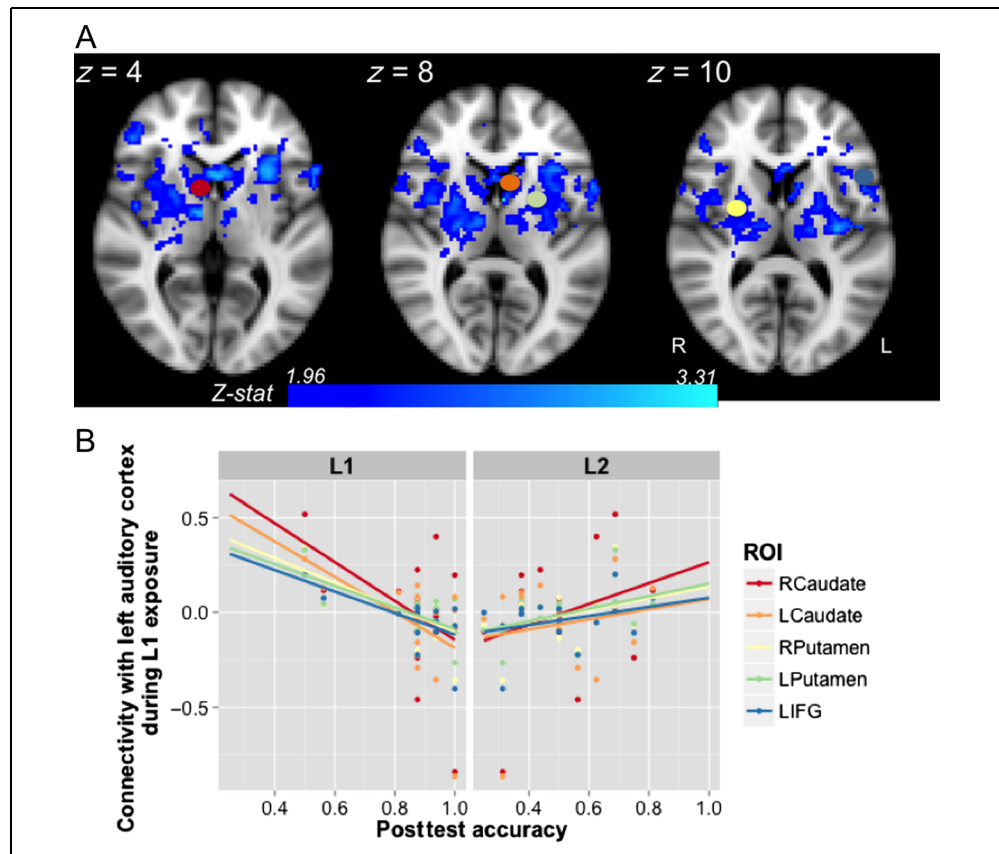 A
z = 4
z = 8
z = 10
R
L
Z-stat
1.96
3.31
B
Connectivity with left auditory cortex
during L1 exposure
L1
L2
0.5
0.0
−0.5
0.4 0.6 0.8 1.0
0.4 0.6 0.8 1.0
Posttest accuracy
ROI
RCaudate
LCaudate
RPutamen
LPutamen
LIFG